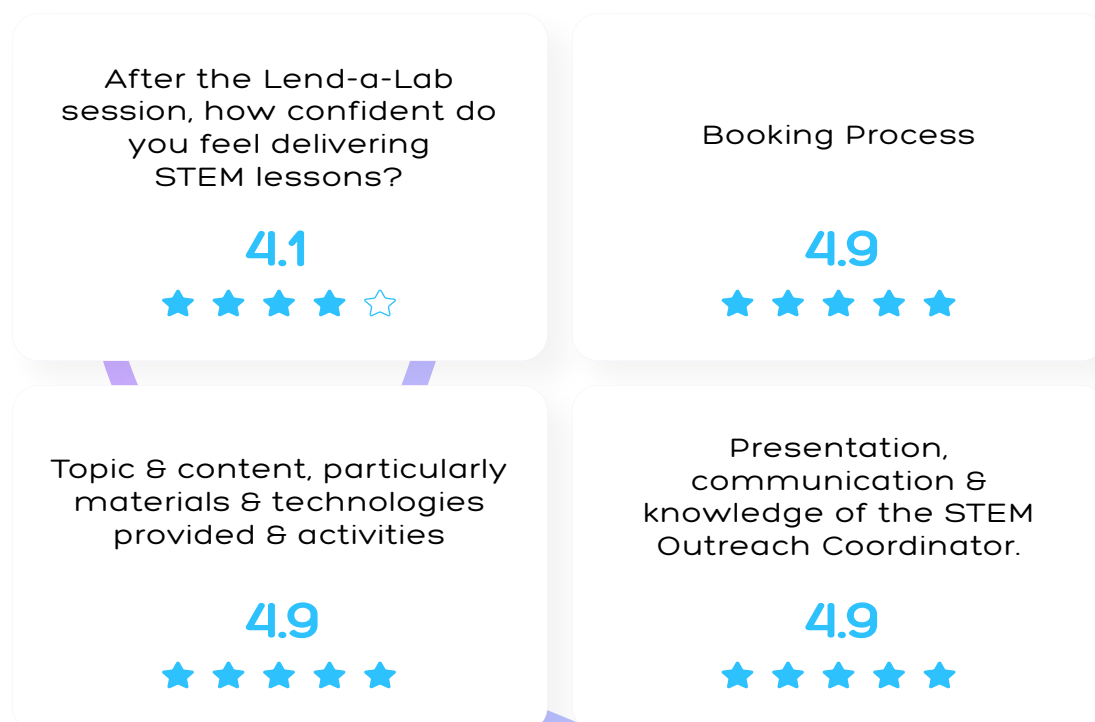 After the Lend-a-Lab
session, how confident do
you feel delivering
STEM lessons?
4.1
Booking Process
4.9
Topic & content, particularly
materials & technologies
provided & activities
4.9
Presentation,
communication &
knowledge of the STEM
Outreach Coordinator.
4.9